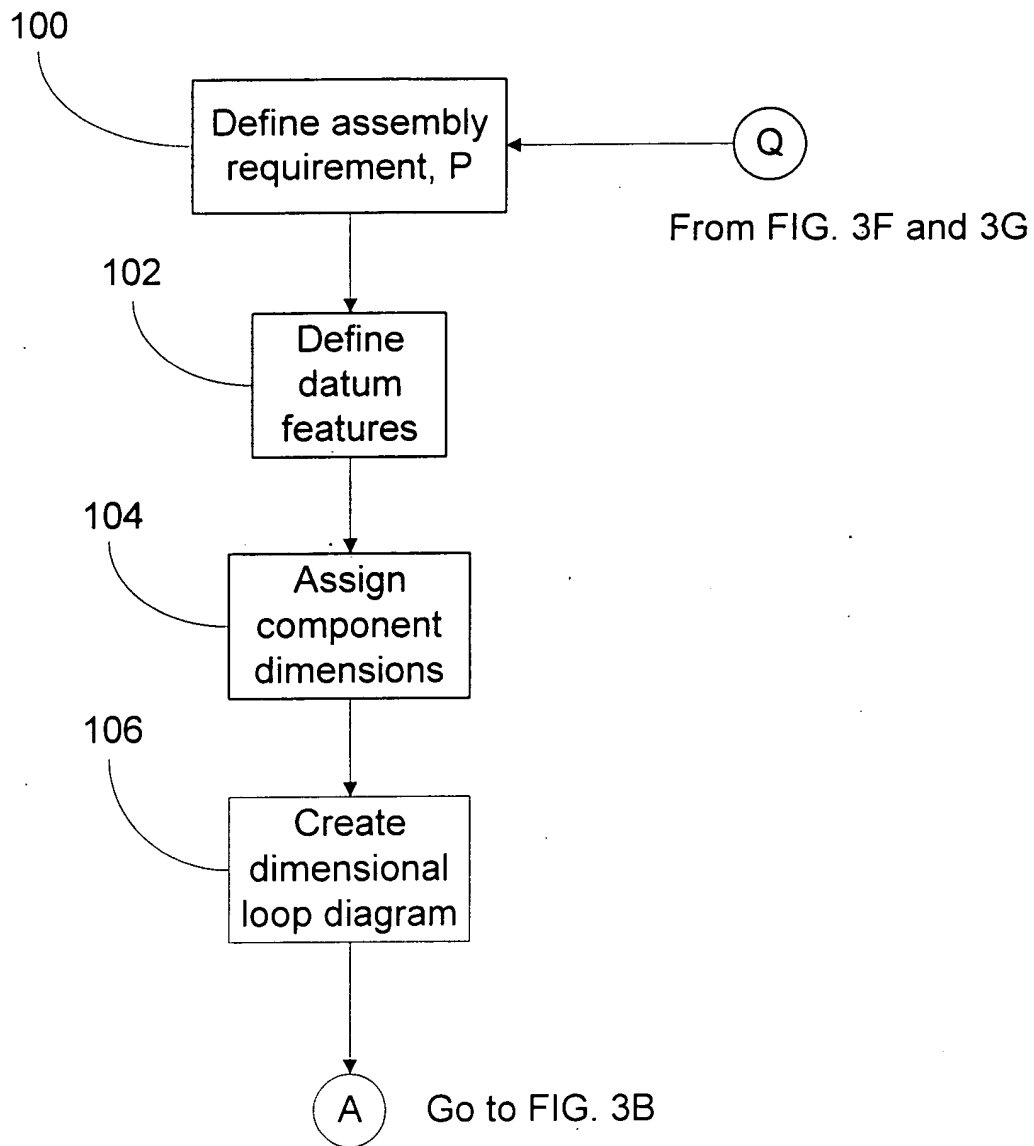 100
Define assembly
requirement, P
Q
From FIG. 3F and 3G
102
Define
datum
features
104
Assign
component
dimensions
106
Create
dimensional
loop diagram
A
Go to FIG. 3B